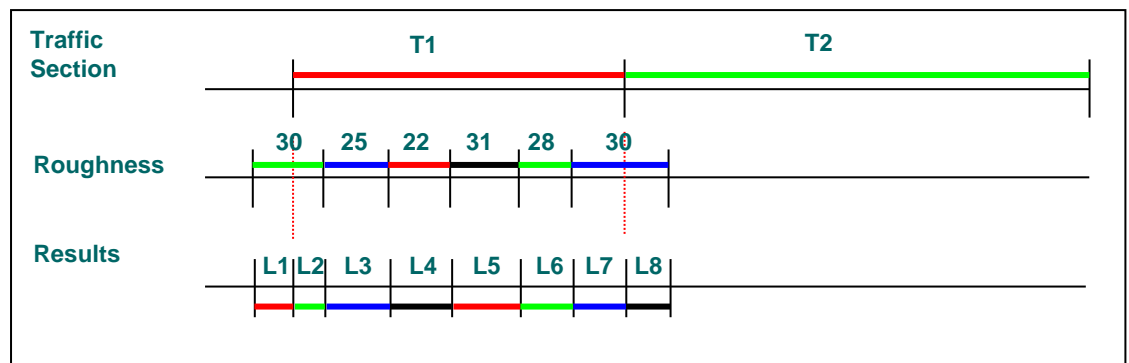 Traffic
Section
T1
T2
30
25
22
31
28
30
Roughness
Results
L1
L2
L3
L4
L5
L6
L7
L8